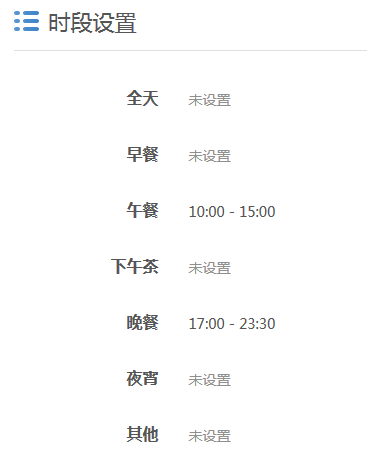 时段设置
全天 未设置
早餐 未设置
午餐 10:00 - 15:00
下午茶 未设置
晚餐 17:00 - 23:30
夜宵 未设置
其他 未设置